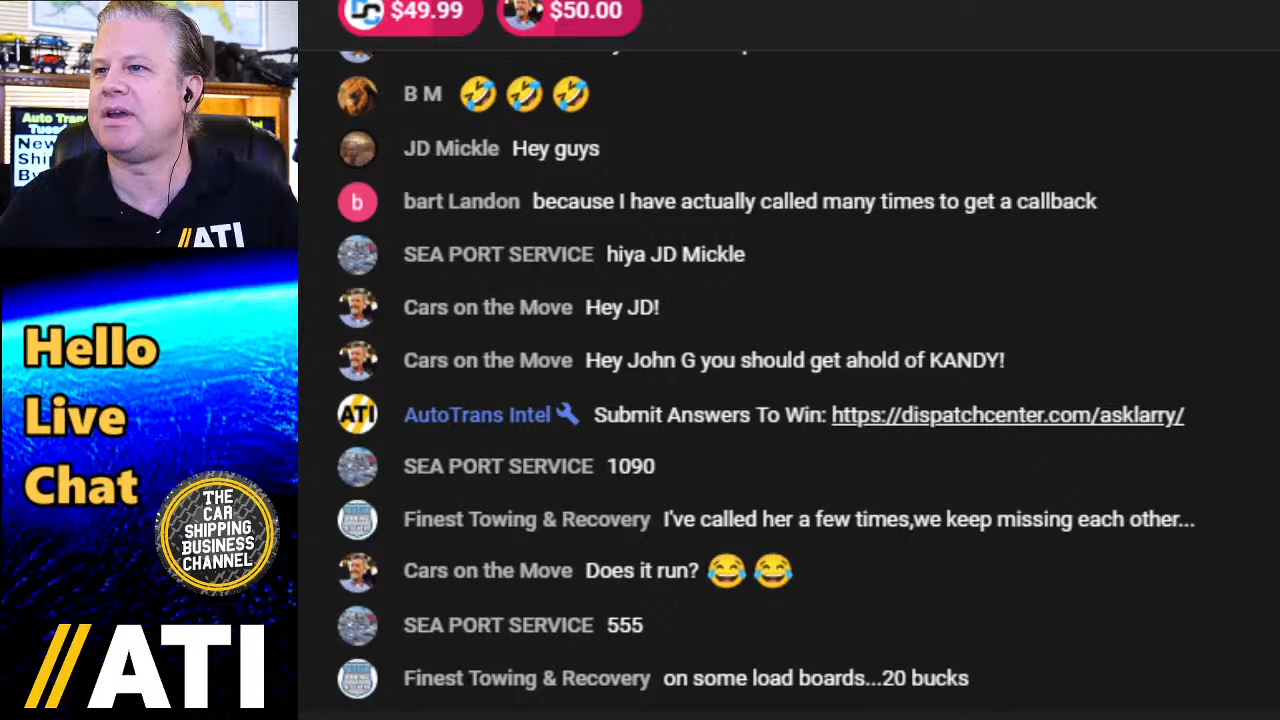 $49.99 $50.00
B M 🤣🤣🤣
JD Mickle Hey guys
b bart Landon because I have actually called many times to get a callback
SEA PORT SERVICE hiya JD Mickle
Cars on the Move Hey JD!
Cars on the Move Hey John G you should get ahold of KANDY!
ATI AutoTrans Intel Submit Answers To Win: https://dispatchcenter.com/asklarry/
SEA PORT SERVICE 1090
Finest Towing & Recovery I've called her a few times,we keep missing each other...
Cars on the Move Does it run? 😂😂
SEA PORT SERVICE 555
Finest Towing & Recovery on some load boards...20 bucks
Auto Tran
Tuesd
New
Shi
By
//ATI
Hello
Live
Chat
THE
CAR
SHIPPING
BUSINESS
CHANNEL
//ATI